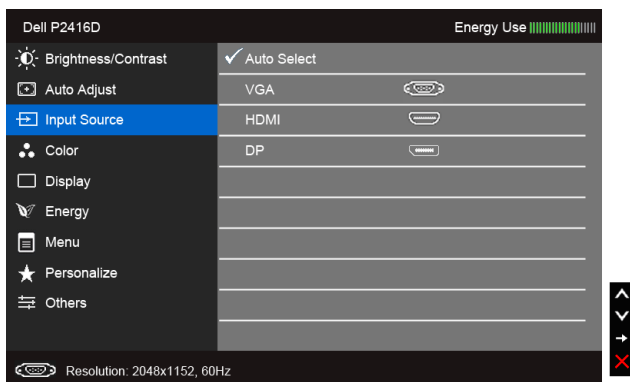 Dell P2416D Energy Use
Brightness/Contrast Auto Select
Auto Adjust VGA
Input Source HDMI
Color DP
Display
Energy
Menu
Personalize
Others
Resolution: 2048x1152, 60Hz